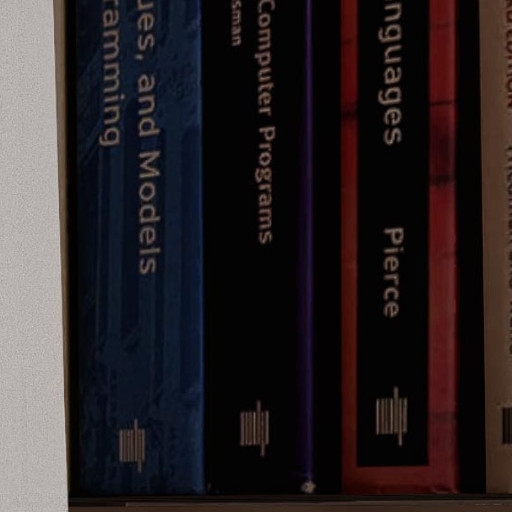 ues, and Models
ramming
Computer Programs
sman
nguages
Pierce